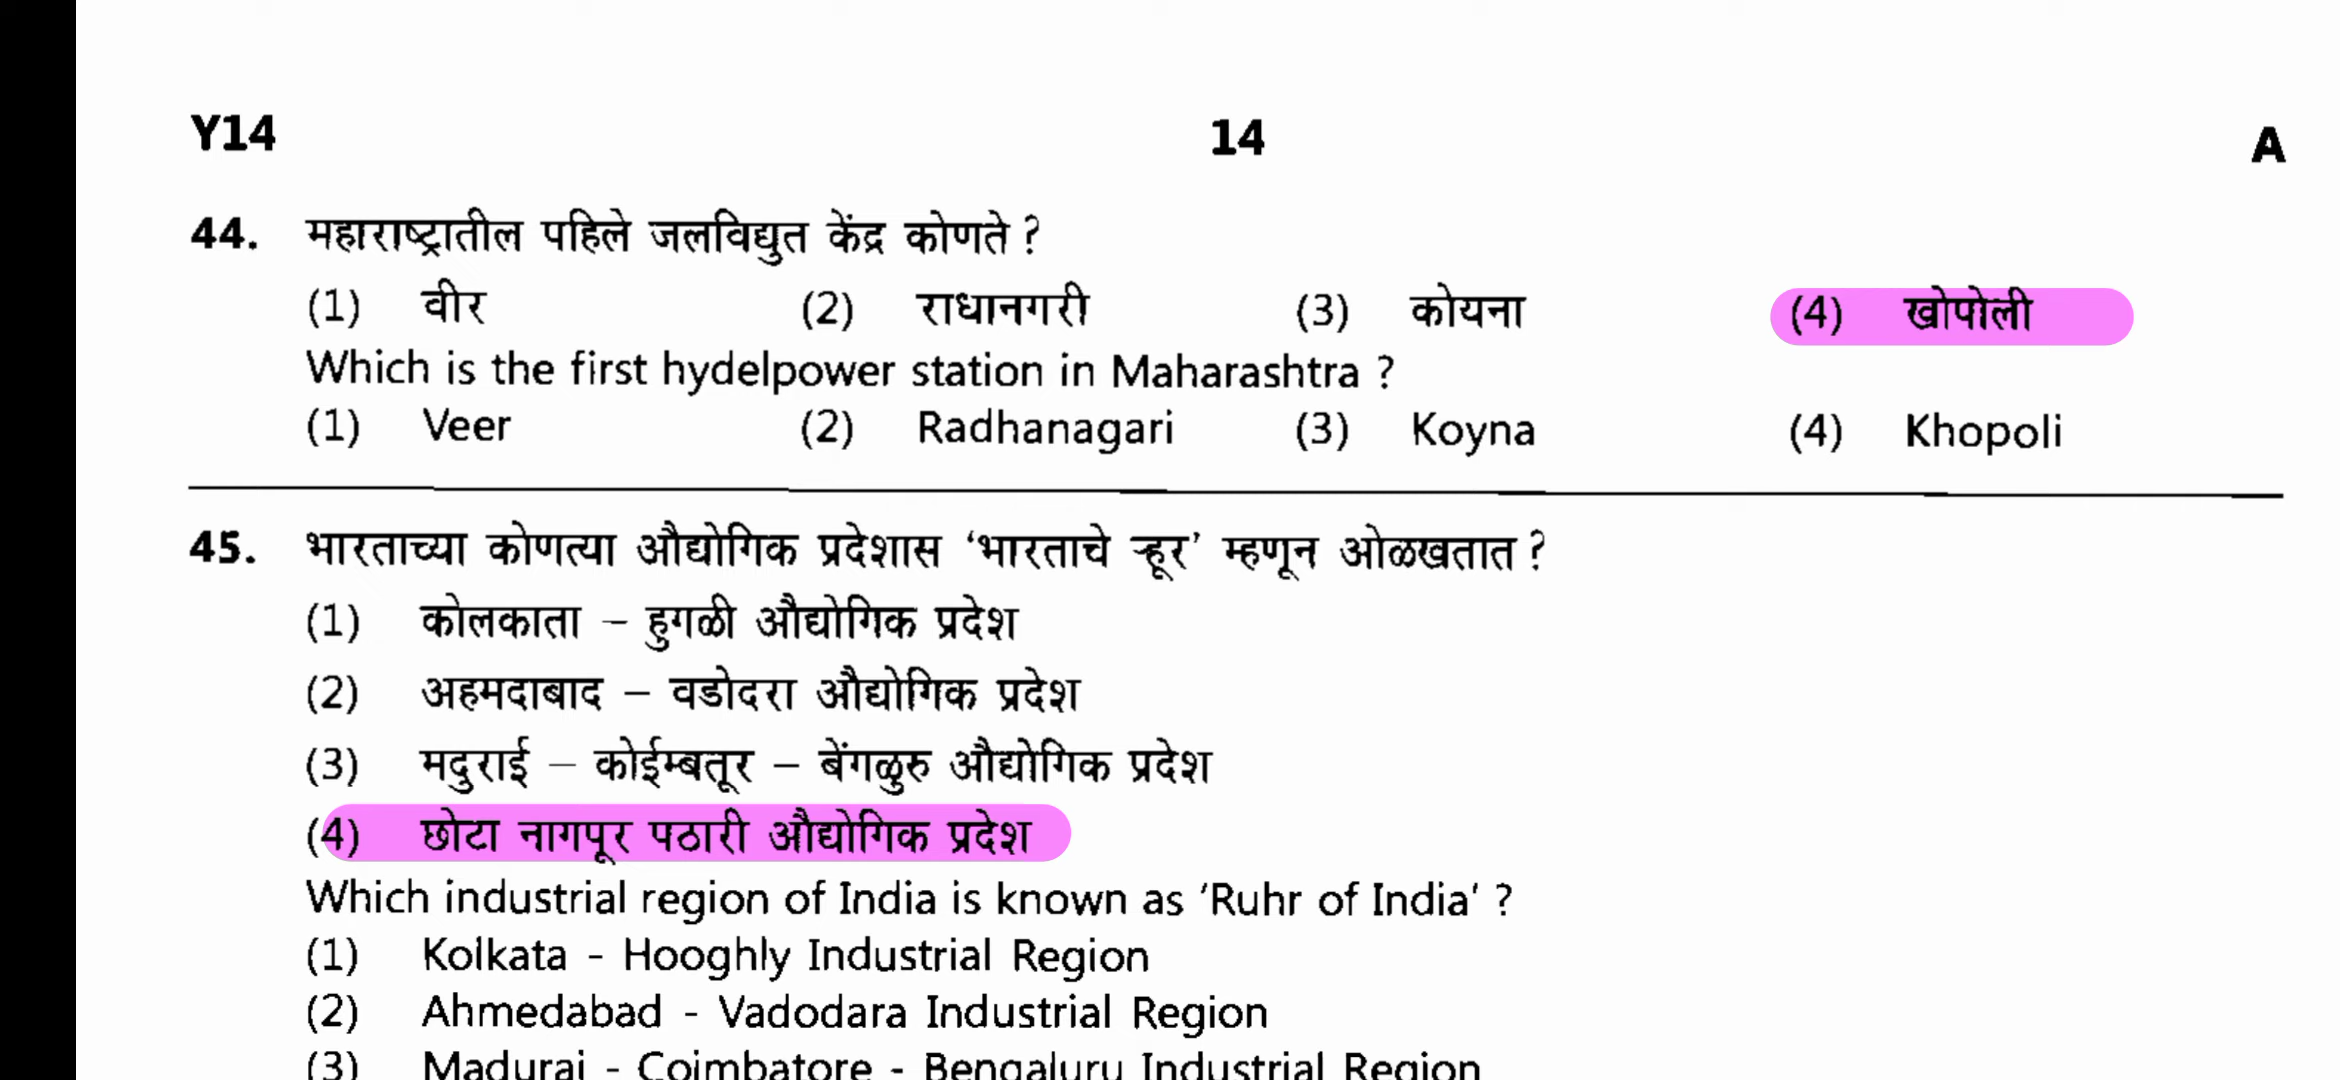 Y14 14 A
44. महाराष्ट्रातील पहिले जलविद्युत केंद्र कोणते ?
(1) वीर (2) राधानगरी (3) कोयना (4) खोपोली
Which is the first hydelpower station in Maharashtra ?
(1) Veer (2) Radhanagari (3) Koyna (4) Khopoli
45. भारताच्या कोणत्या औद्योगिक प्रदेशास ‘भारताचे ऱ्हूर’ म्हणून ओळखतात ?
(1) कोलकाता – हुगळी औद्योगिक प्रदेश
(2) अहमदाबाद – वडोदरा औद्योगिक प्रदेश
(3) मदुराई – कोईम्बतूर – बेंगळुरु औद्योगिक प्रदेश
(4) छोटा नागपूर पठारी औद्योगिक प्रदेश
Which industrial region of India is known as ‘Ruhr of India’ ?
(1) Kolkata - Hooghly Industrial Region
(2) Ahmedabad - Vadodara Industrial Region
(3) Madurai - Coimbatore - Bengaluru Industrial Region